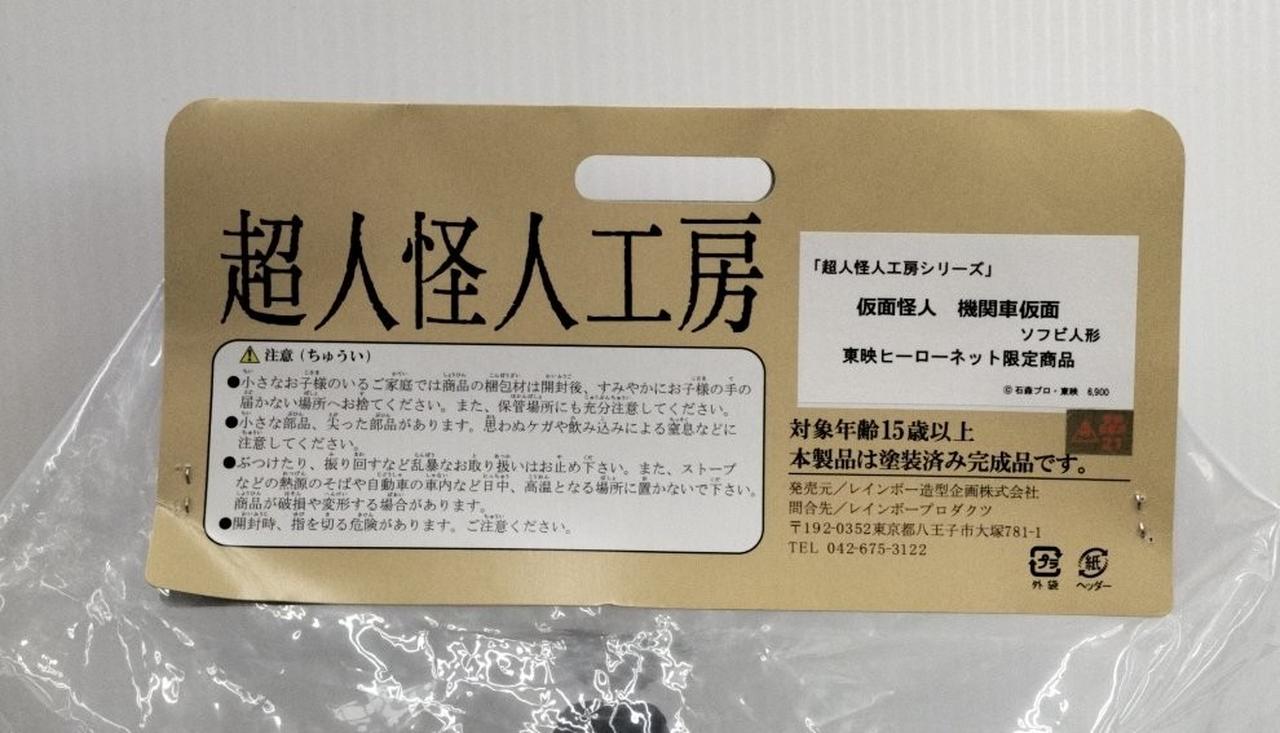 超人怪人工房
注意(ちゅうい)
●小さなお子様のいるご家庭では商品の梱包材は開封後、すみやかにお子様の手の
届かない場所へお捨てください。また、保管場所にも充分注意してください。
●小さな部品、尖った部品があります。思わぬケガや飲み込みによる窒息などに
注意してください。
●ぶつけたり、振り回すなど乱暴なお取り扱いはお止め下さい。また、ストーブ
などの熱源のそばや自動車の車内など日中、高温となる場所に置かないで下さい。
商品が破損や変形する場合があります。
●開封時、指を切る危険があります。ご注意ください。
「超人怪人工房シリーズ」
仮面怪人 機関車仮面
ソフビ人形
東映ヒーローネット限定商品
© 石森プロ・東映 6,900
対象年齢15歳以上
本製品は塗装済み完成品です。
発売元/レインボー造型企画株式会社
問合先/レインボープロダクツ
〒192-0352東京都八王子市大塚781-1
TEL 042-675-3122
プラ
外袋
紙
ヘッダー